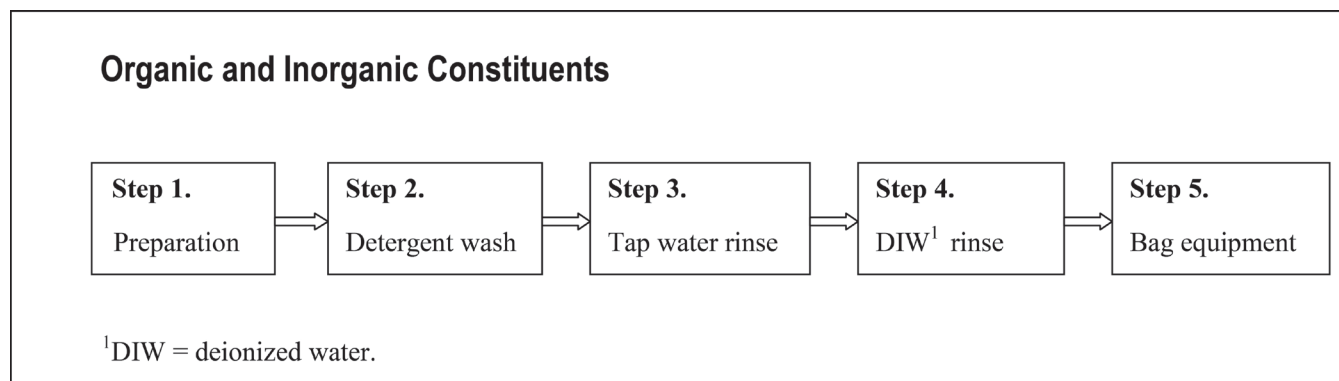 Organic and Inorganic Constituents
Step 1.
Preparation
Step 2.
Detergent wash
Step 3.
Tap water rinse
Step 4.
DIW¹ rinse
Step 5.
Bag equipment
¹DIW = deionized water.